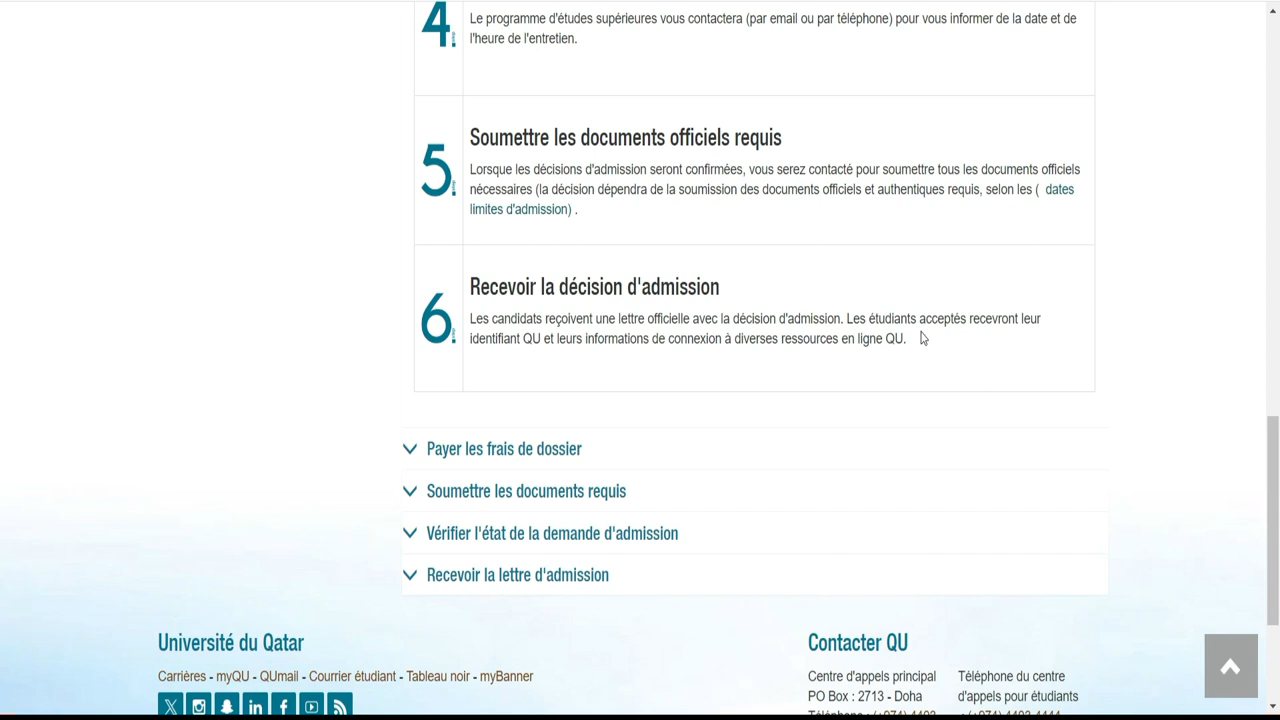 4
Le programme d'études supérieures vous contactera (par email ou par téléphone) pour vous informer de la date et de
l'heure de l'entretien.
5
Soumettre les documents officiels requis
Lorsque les décisions d'admission seront confirmées, vous serez contacté pour soumettre tous les documents officiels
nécessaires (la décision dépendra de la soumission des documents officiels et authentiques requis, selon les ( dates
limites d'admission) .
6
Recevoir la décision d'admission
Les candidats reçoivent une lettre officielle avec la décision d'admission. Les étudiants acceptés recevront leur
identifiant QU et leurs informations de connexion à diverses ressources en ligne QU.
Payer les frais de dossier
Soumettre les documents requis
Vérifier l'état de la demande d'admission
Recevoir la lettre d'admission
Université du Qatar
Carrières - myQU - QUmail - Courrier étudiant - Tableau noir - myBanner
Contacter QU
Centre d'appels principal
PO Box : 2713 - Doha
Téléphone : (+974) 4403
Téléphone du centre
d'appels pour étudiants
: (+974) 4403-4444